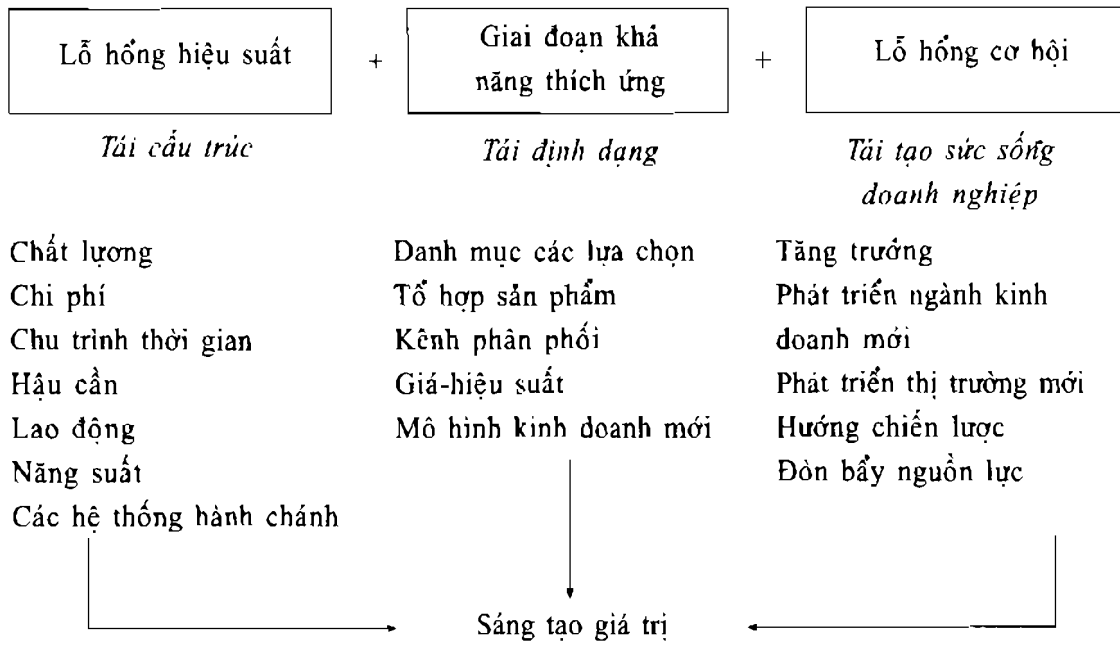 Lỗ hổng hiệu suất
+
Giai đoạn khả
năng thích ứng
+
Lỗ hổng cơ hội
Tái cấu trúc
Tái định dạng
Tái tạo sức sống
doanh nghiệp
Chất lượng
Chi phí
Chu trình thời gian
Hậu cần
Lao động
Năng suất
Các hệ thống hành chánh
Danh mục các lựa chọn
Tổ hợp sản phẩm
Kênh phân phối
Giá-hiệu suất
Mô hình kinh doanh mới
Tăng trưởng
Phát triển ngành kinh
doanh mới
Phát triển thị trường mới
Hướng chiến lược
Đòn bẩy nguồn lực
Sáng tạo giá trị